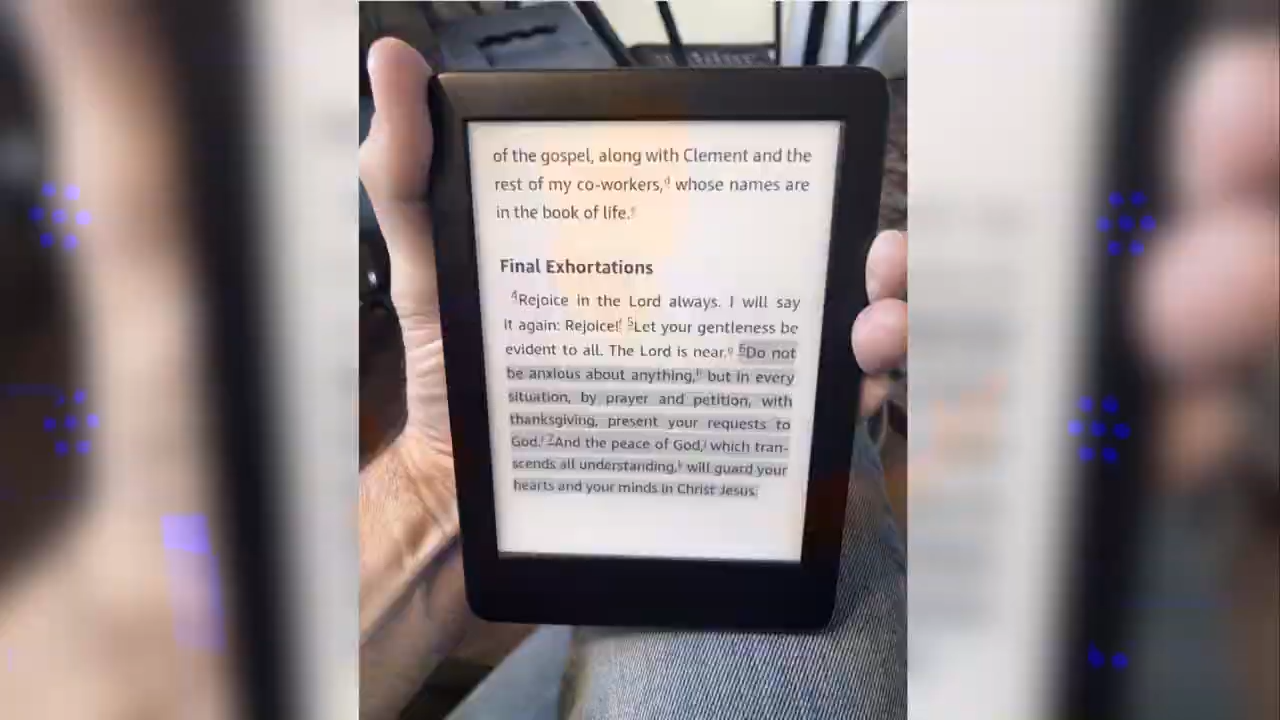 of the gospel, along with Clement and the
rest of my co-workers,ᵈ whose names are
in the book of life.ᵉ
Final Exhortations
⁴Rejoice in the Lord always. I will say
it again: Rejoice!ᶠ ⁵Let your gentleness be
evident to all. The Lord is near.ᵍ ⁶Do not
be anxious about anything,ʰ but in every
situation, by prayer and petition, with
thanksgiving, present your requests to
God.ⁱ ⁷And the peace of God,ʲ which tran-
scends all understanding,ᵏ will guard your
hearts and your minds in Christ Jesus.